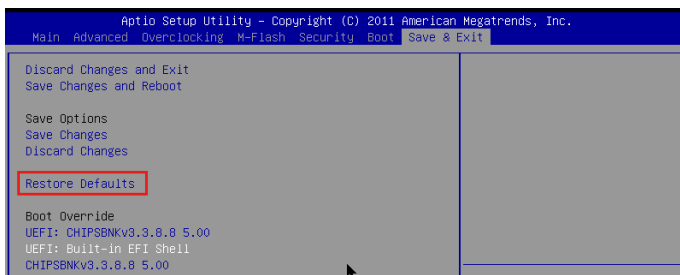 Aptio Setup Utility – Copyright (C) 2011 American Megatrends, Inc.
Main Advanced Overclocking M-Flash Security Boot Save & Exit
Discard Changes and Exit
Save Changes and Reboot
Save Options
Save Changes
Discard Changes
Restore Defaults
Boot Override
UEFI: CHIPSBNKv3.3.8.8 5.00
UEFI: Built-in EFI Shell
CHIPSBNKv3.3.8.8 5.00